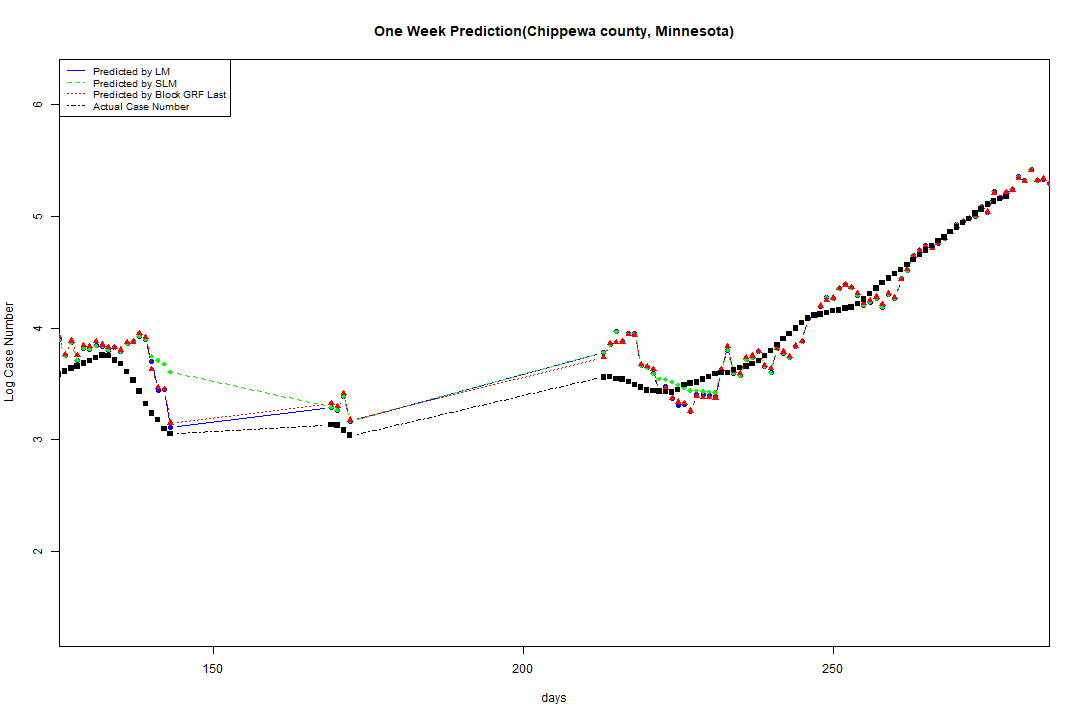 One Week Prediction(Chippewa county, Minnesota)
Predicted by LM
Predicted by SLM
Predicted by Block GRF Last
Actual Case Number
6
5
4
3
2
Log Case Number
150 200 250
days